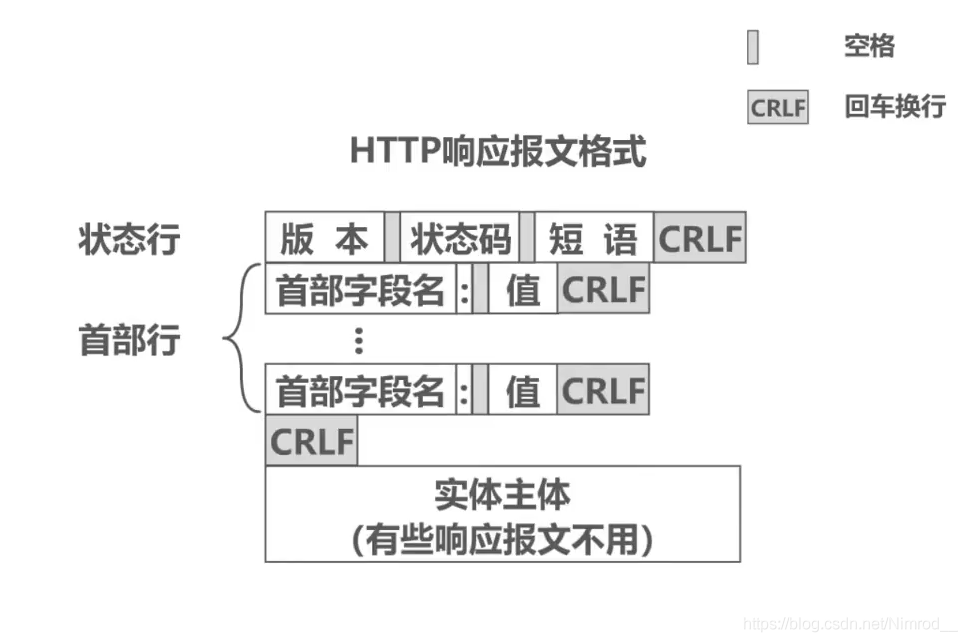 空格
CRLF 回车换行
HTTP响应报文格式
状态行 版 本 状态码 短 语 CRLF
首部字段名 : 值 CRLF
首部行
首部字段名 : 值 CRLF
CRLF
实体主体
(有些响应报文不用)
https://blog.csdn.net/Nimrod__